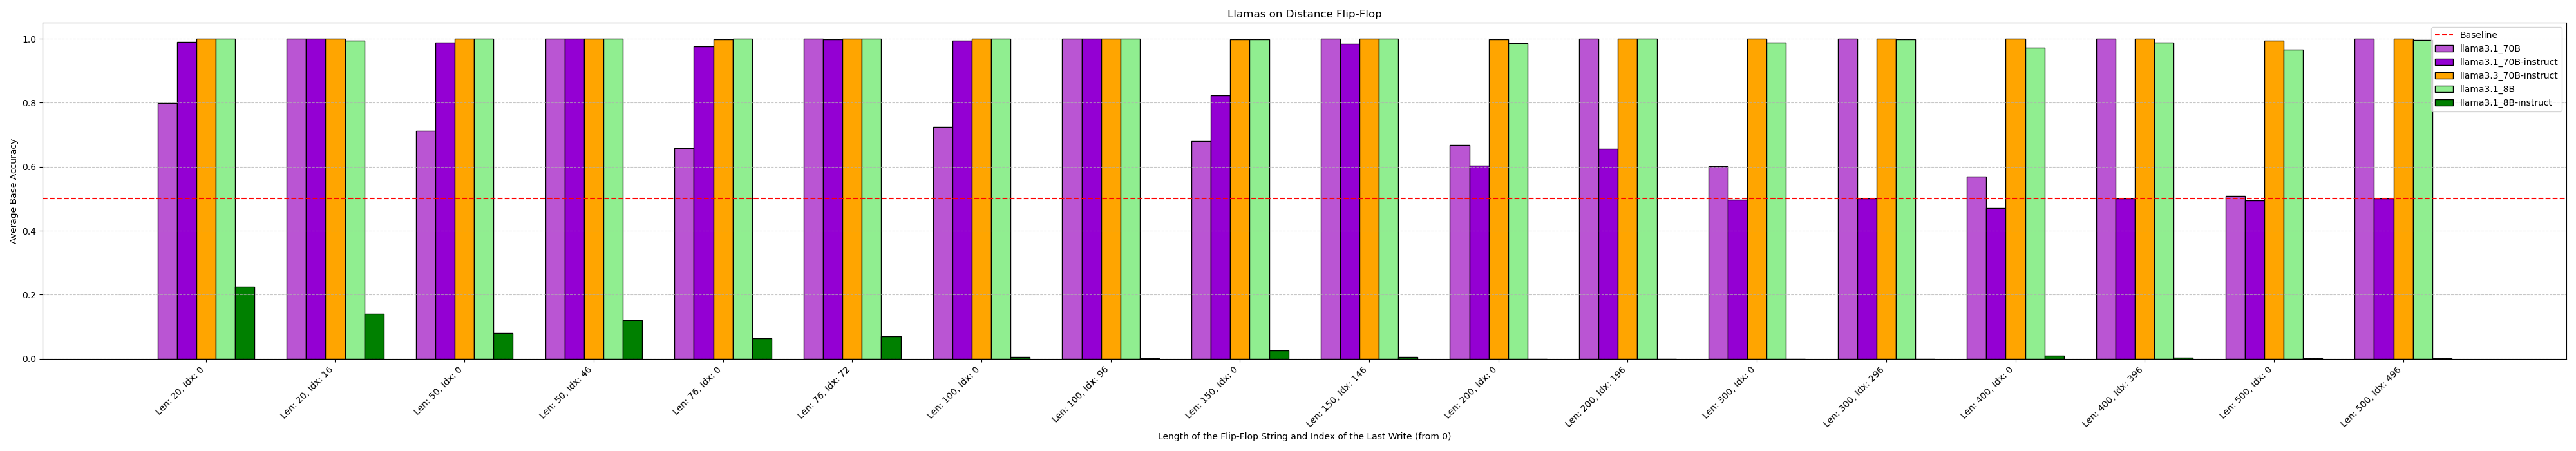 Llamas on Distance Flip-Flop
Average Base Accuracy
1.0
0.8
0.6
0.4
0.2
0.0
Baseline
llama3.1_70B
llama3.1_70B-instruct
llama3.3_70B-instruct
llama3.1_8B
llama3.1_8B-instruct
Len: 20, Idx: 0
Len: 20, Idx: 16
Len: 50, Idx: 0
Len: 50, Idx: 46
Len: 76, Idx: 0
Len: 76, Idx: 72
Len: 100, Idx: 0
Len: 100, Idx: 96
Len: 150, Idx: 0
Len: 150, Idx: 146
Len: 200, Idx: 0
Len: 200, Idx: 196
Len: 300, Idx: 0
Len: 300, Idx: 296
Len: 400, Idx: 0
Len: 400, Idx: 396
Len: 500, Idx: 0
Len: 500, Idx: 496
Length of the Flip-Flop String and Index of the Last Write (from 0)